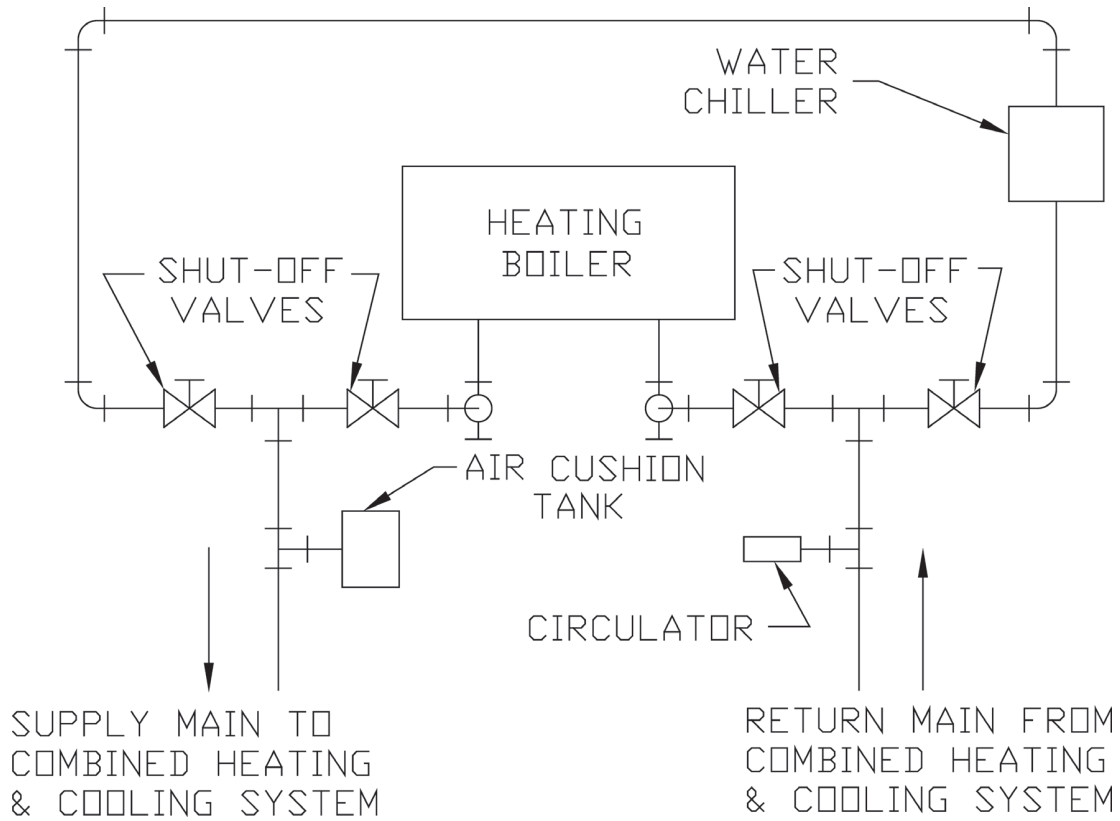 WATER
CHILLER
HEATING
BOILER
SHUT-OFF
VALVES
SHUT-OFF
VALVES
AIR CUSHION
TANK
CIRCULATOR
SUPPLY MAIN TO
COMBINED HEATING
& COOLING SYSTEM
RETURN MAIN FROM
COMBINED HEATING
& COOLING SYSTEM